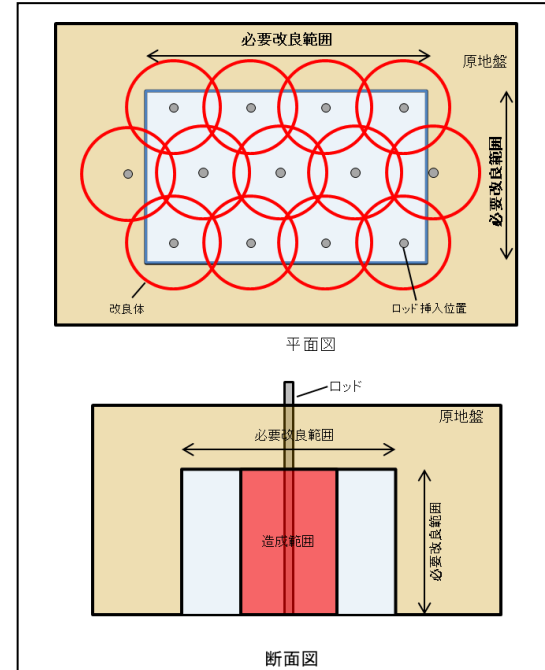 必要改良範囲
原地盤
必要改良範囲
改良体
ロッド挿入位置
平面図
ロッド
原地盤
必要改良範囲
造成範囲
必要改良範囲
断面図